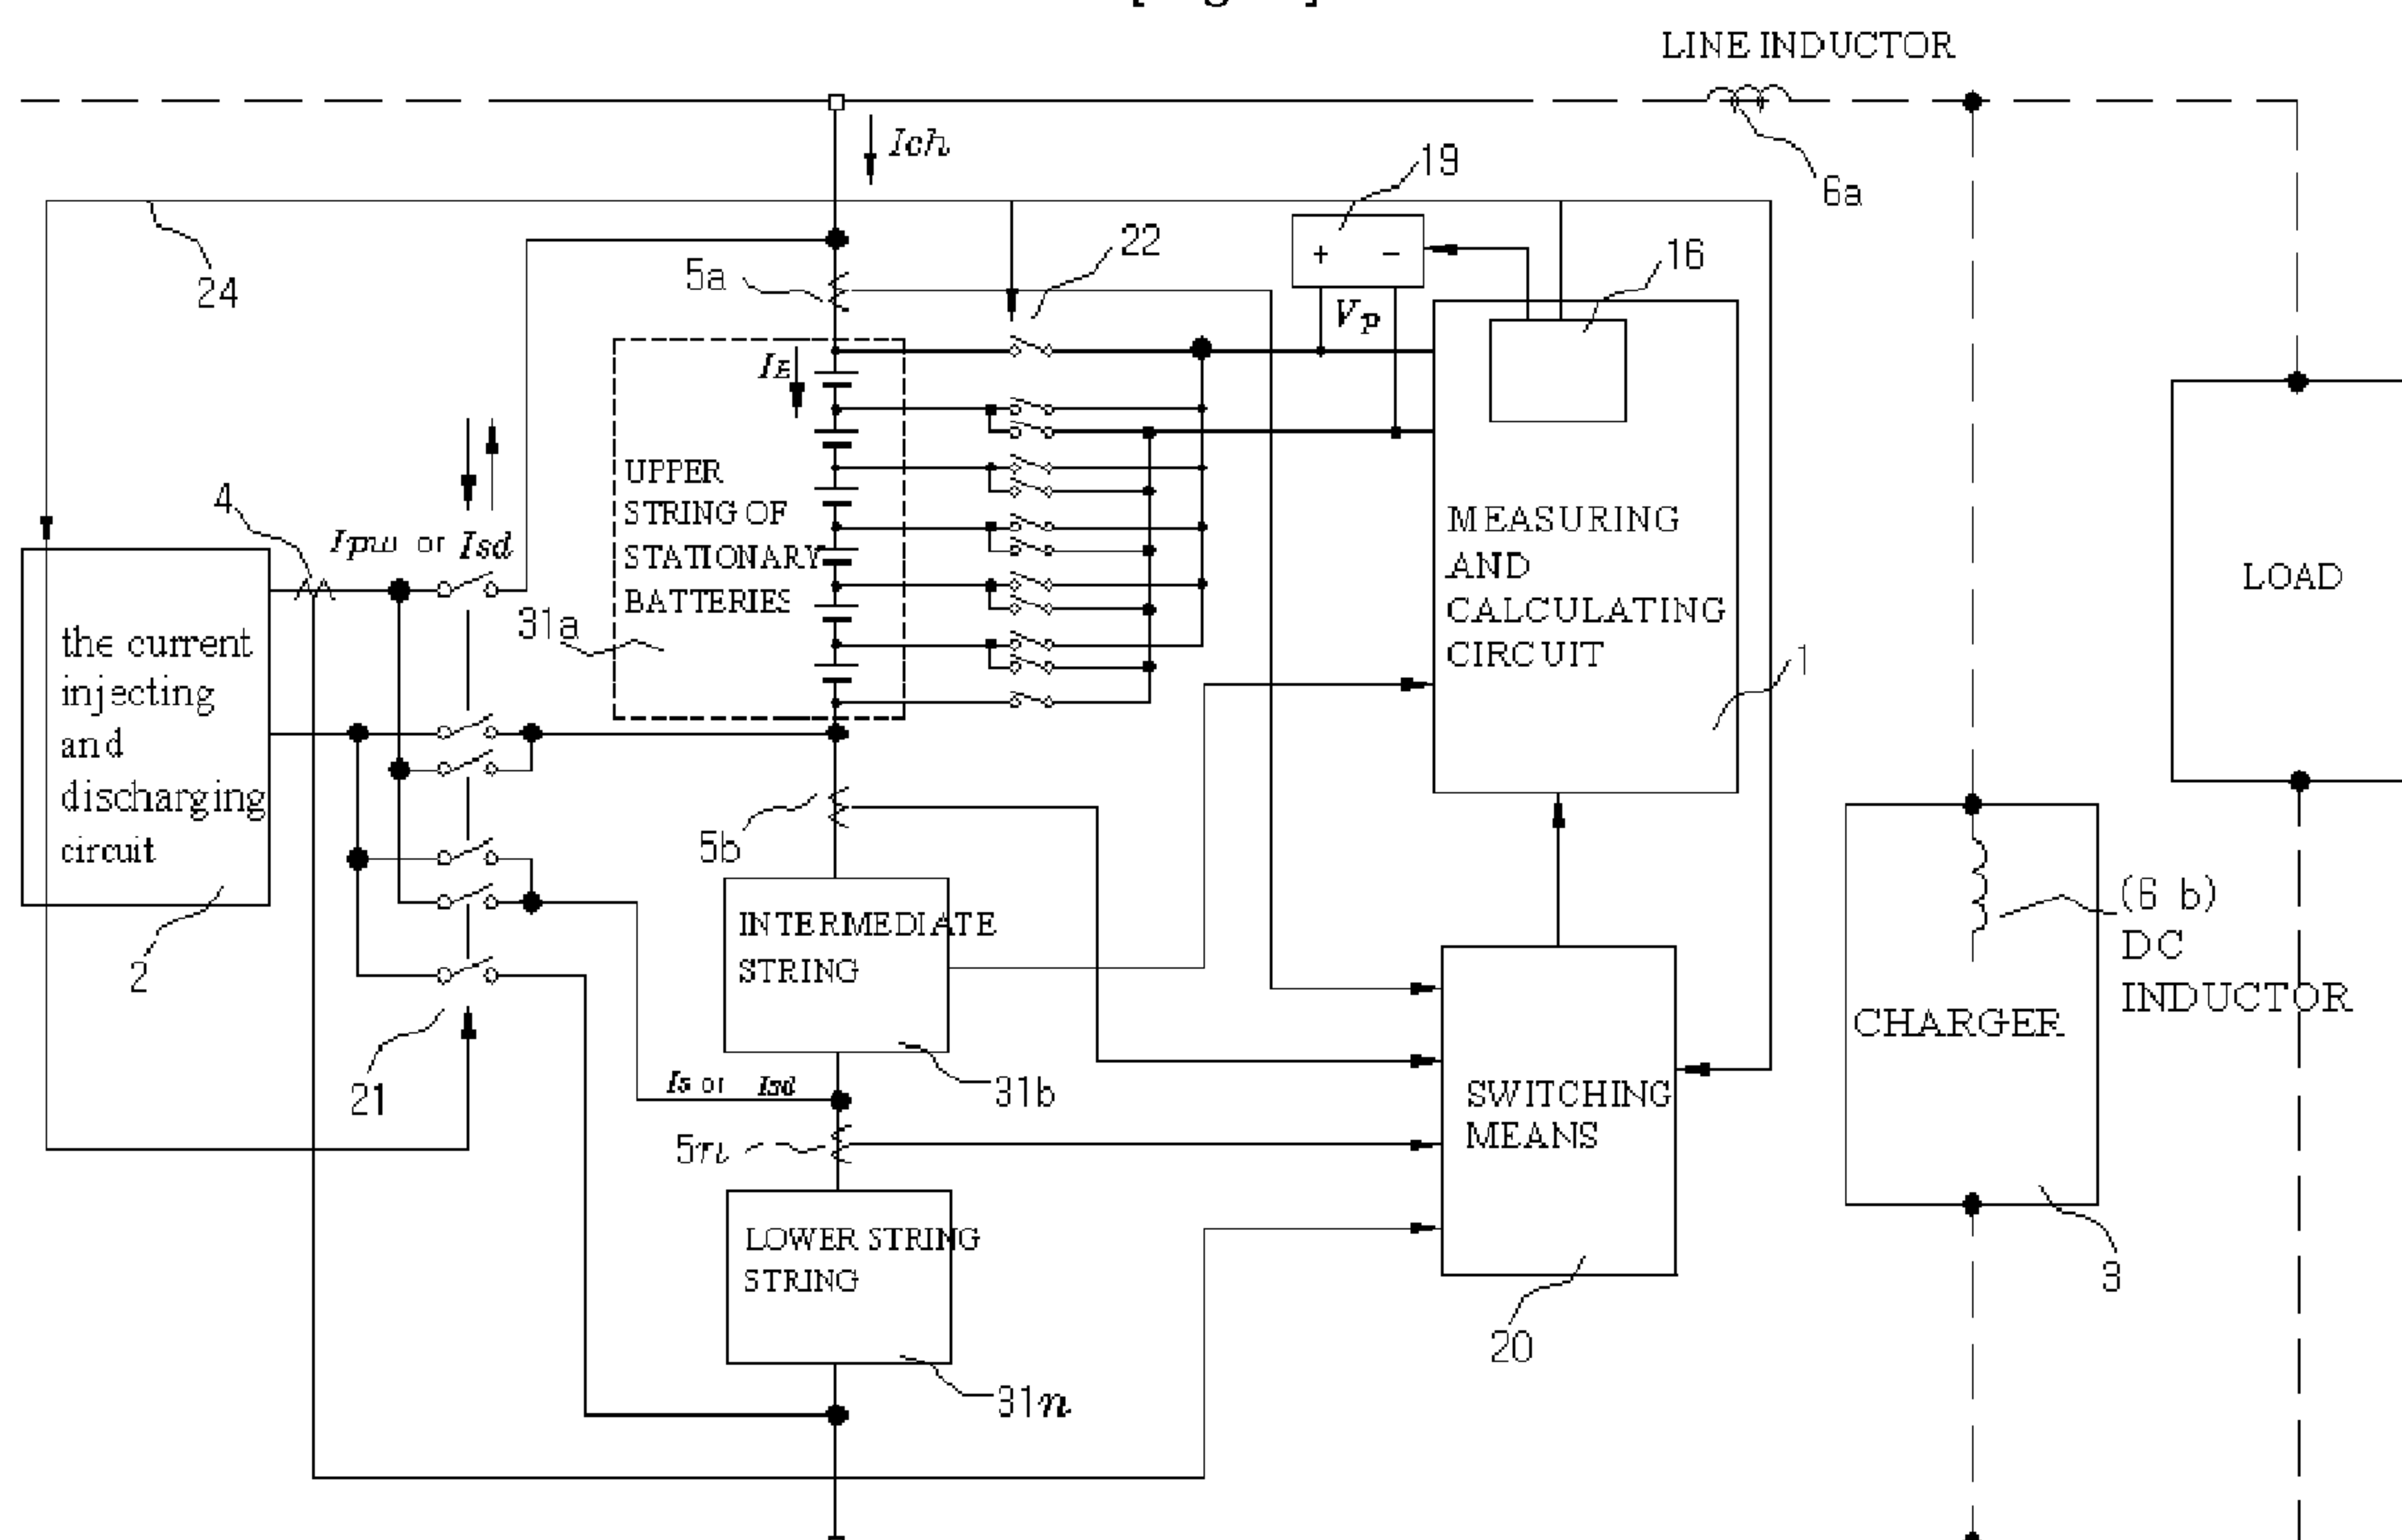 LINE INDUCTOR
Ich
19
6a
24
5a
22
16
+ −
Vp
IB
UPPER
STRING OF
STATIONARY
BATTERIES
31a
4
Ipw or Isd
MEASURING
AND
CALCULATING
CIRCUIT
1
LOAD
the current
injecting
and
discharging
circuit
2
5b
INTERMEDIATE
STRING
31b
(6 b)
DC
INDUCTOR
CHARGER
3
21
Is or Isd
5n
SWITCHING
MEANS
20
LOWER STRING
STRING
31n